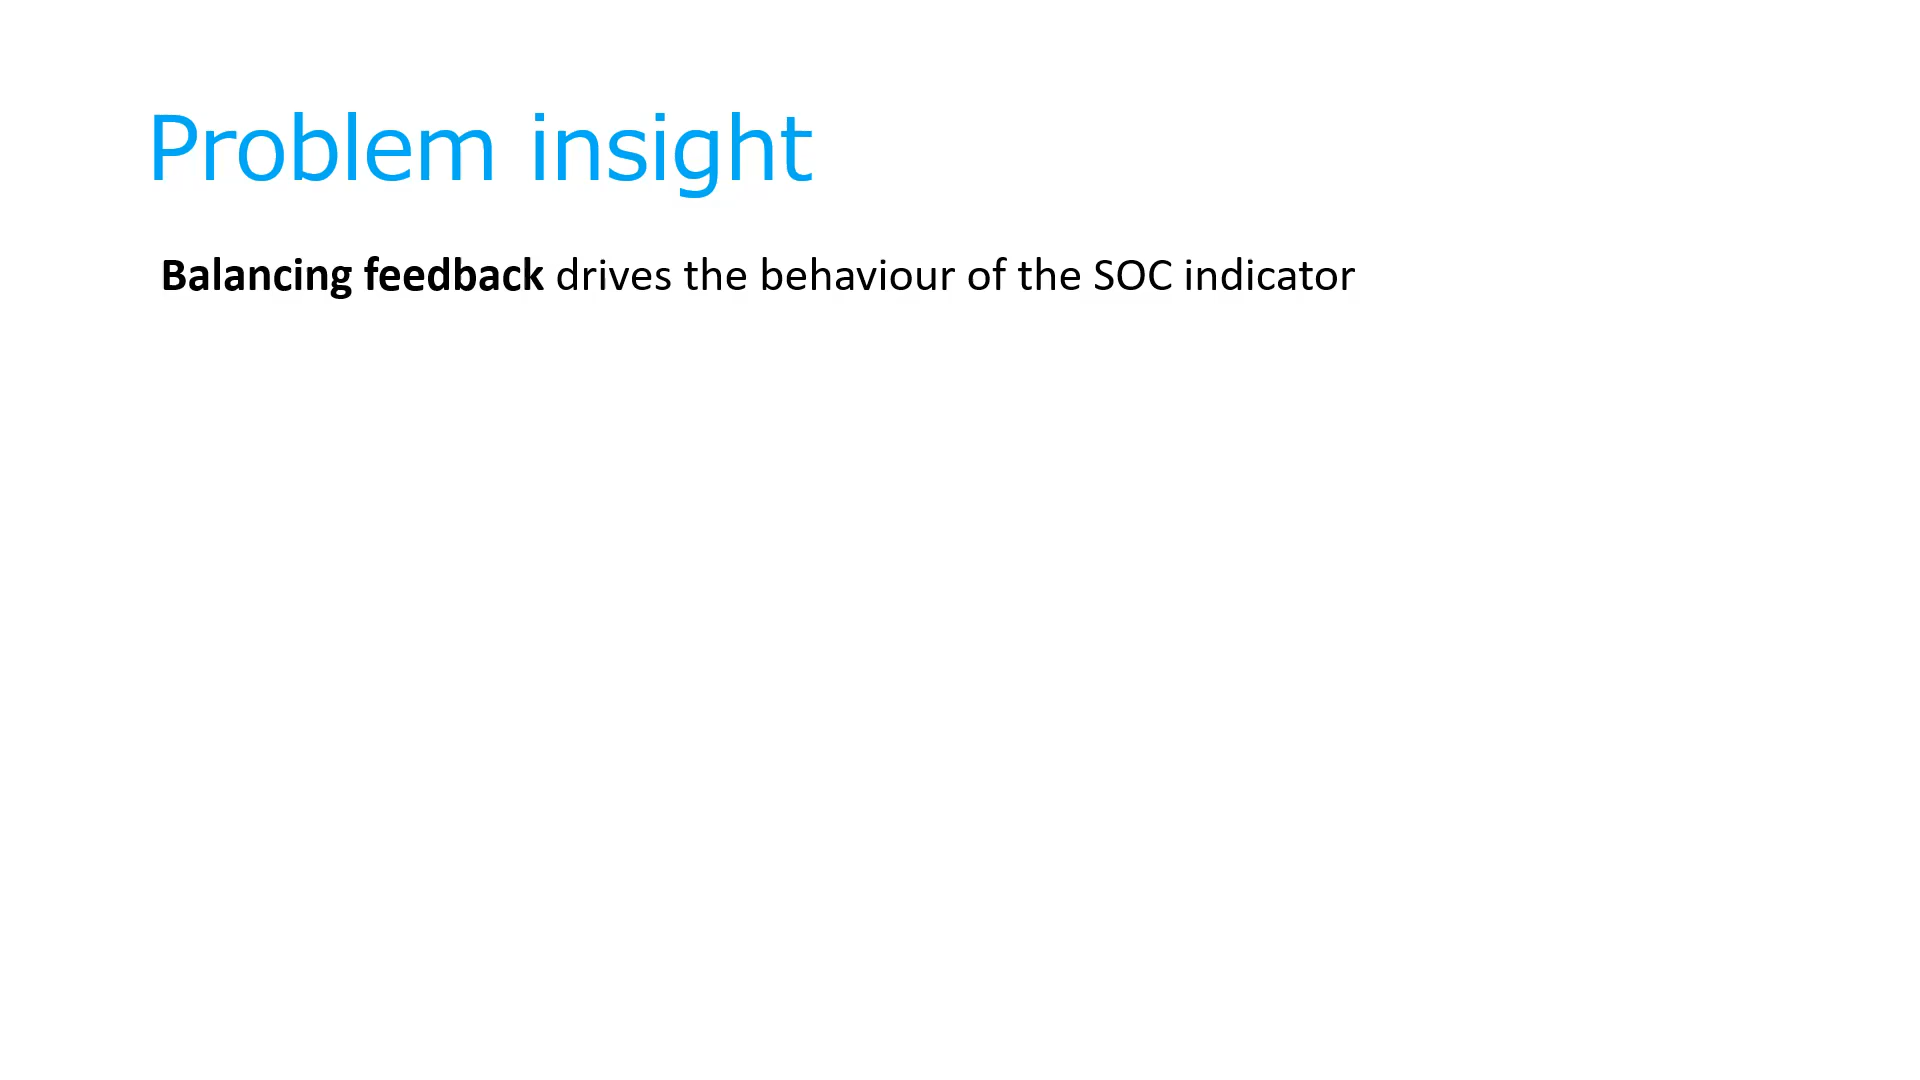 Problem insight
Balancing feedback drives the behaviour of the SOC indicator